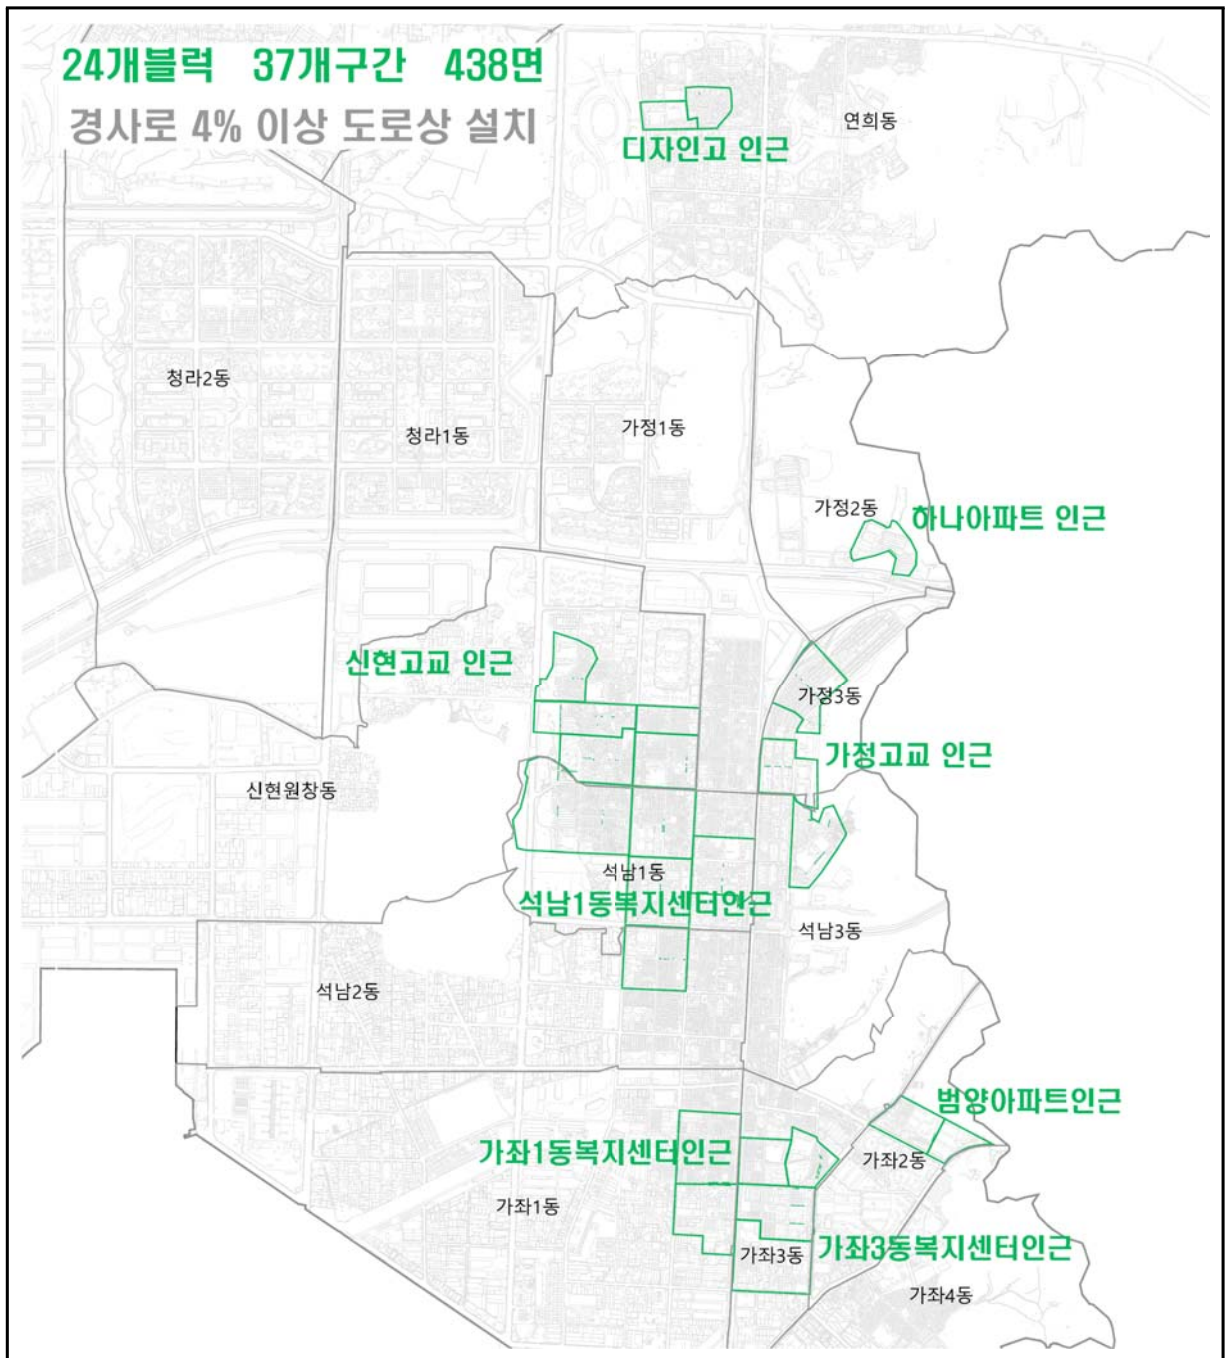 24개블럭 37개구간 438면
경사로 4% 이상 도로상 설치
연희동
디자인고 인근
청라2동
청라1동
가정1동
가정2동
하나아파트 인근
신현고교 인근
가정3동
가정고교 인근
신현원창동
석남1동
석남1동복지센터인근
석남3동
석남2동
범양아파트인근
가좌1동복지센터인근
가좌2동
가좌1동
가좌3동복지센터인근
가좌3동
가좌4동